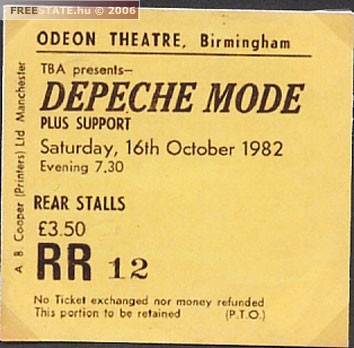 FREESTATE.hu © 2006
ODEON THEATRE, Birmingham
TBA presents–
DEPECHE MODE
PLUS SUPPORT
Saturday, 16th October 1982
Evening 7.30
REAR STALLS
£3.50
RR 12
No Ticket exchanged nor money refunded
This portion to be retained (P.T.O.)
A. B. Cooper (Printers) Ltd Manchester